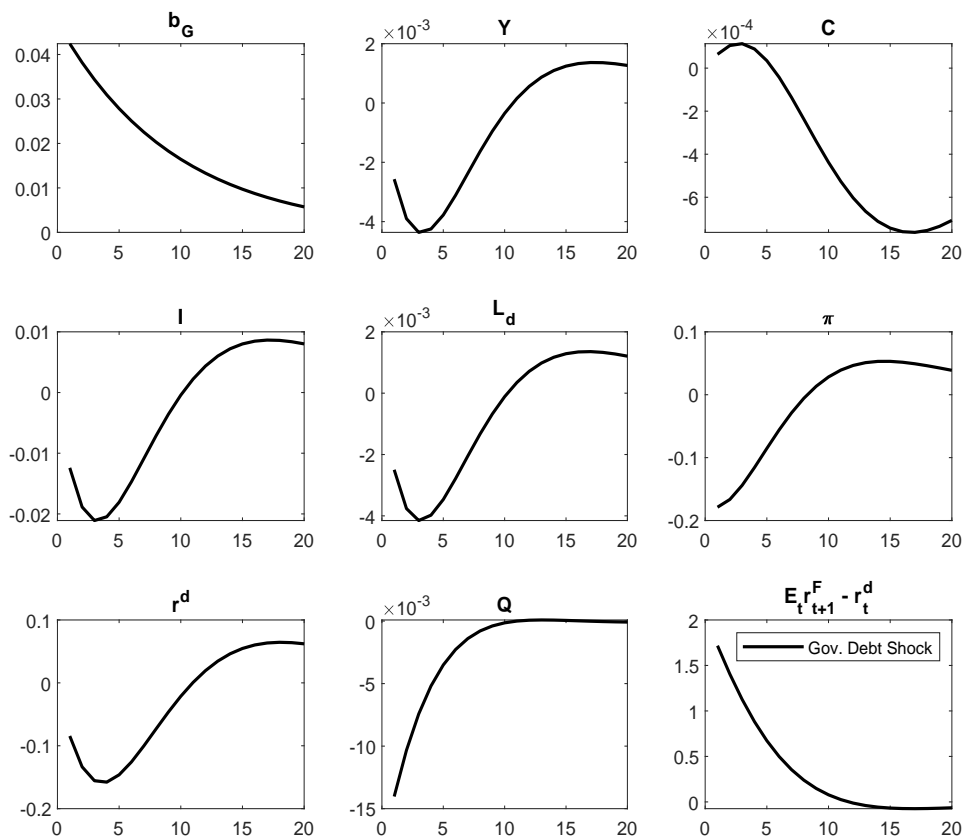 b_G
0.04
0.03
0.02
0.01
0
0 5 10 15 20
Y
×10^-3
2
0
-2
-4
0 5 10 15 20
C
×10^-4
0
-2
-4
-6
0 5 10 15 20
I
0.01
0
-0.01
-0.02
0 5 10 15 20
L_d
×10^-3
2
0
-2
-4
0 5 10 15 20
π
0.1
0
-0.1
-0.2
0 5 10 15 20
r^d
0.1
0
-0.1
-0.2
0 5 10 15 20
Q
×10^-3
0
-5
-10
-15
0 5 10 15 20
E_t r^F_{t+1} - r^d_t
2
1.5
1
0.5
0
Gov. Debt Shock
0 5 10 15 20